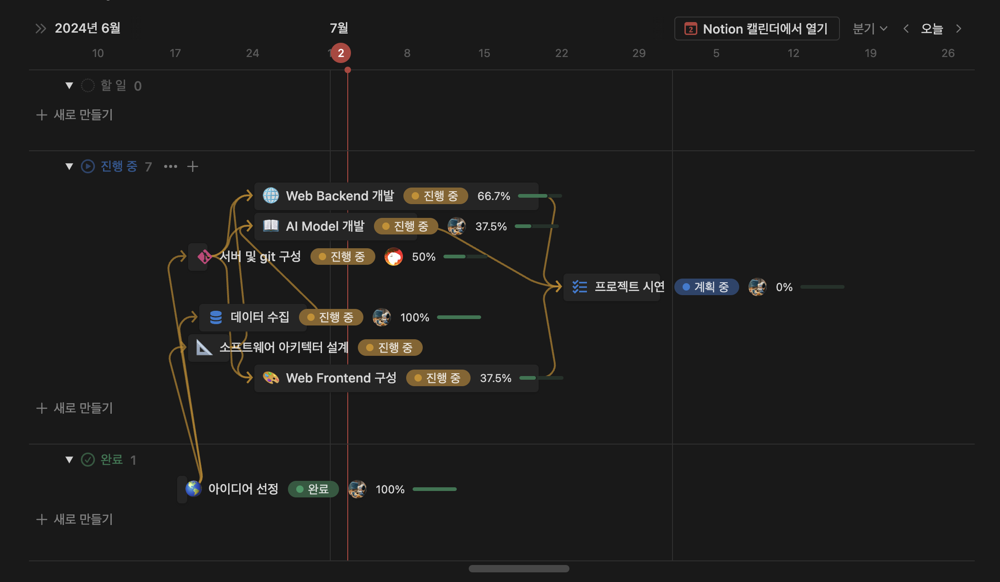 2024년 6월
7월
2 Notion 캘린더에서 열기
분기
오늘
10 17 24 1 2 8 15 22 29 5 12 19 26
할 일 0
새로 만들기
진행 중 7
Web Backend 개발 진행 중 66.7%
AI Model 개발 진행 중 37.5%
서버 및 git 구성 진행 중 50%
프로젝트 시연 계획 중 0%
데이터 수집 진행 중 100%
소프트웨어 아키텍터 설계 진행 중
Web Frontend 구성 진행 중 37.5%
새로 만들기
완료 1
아이디어 선정 완료 100%
새로 만들기